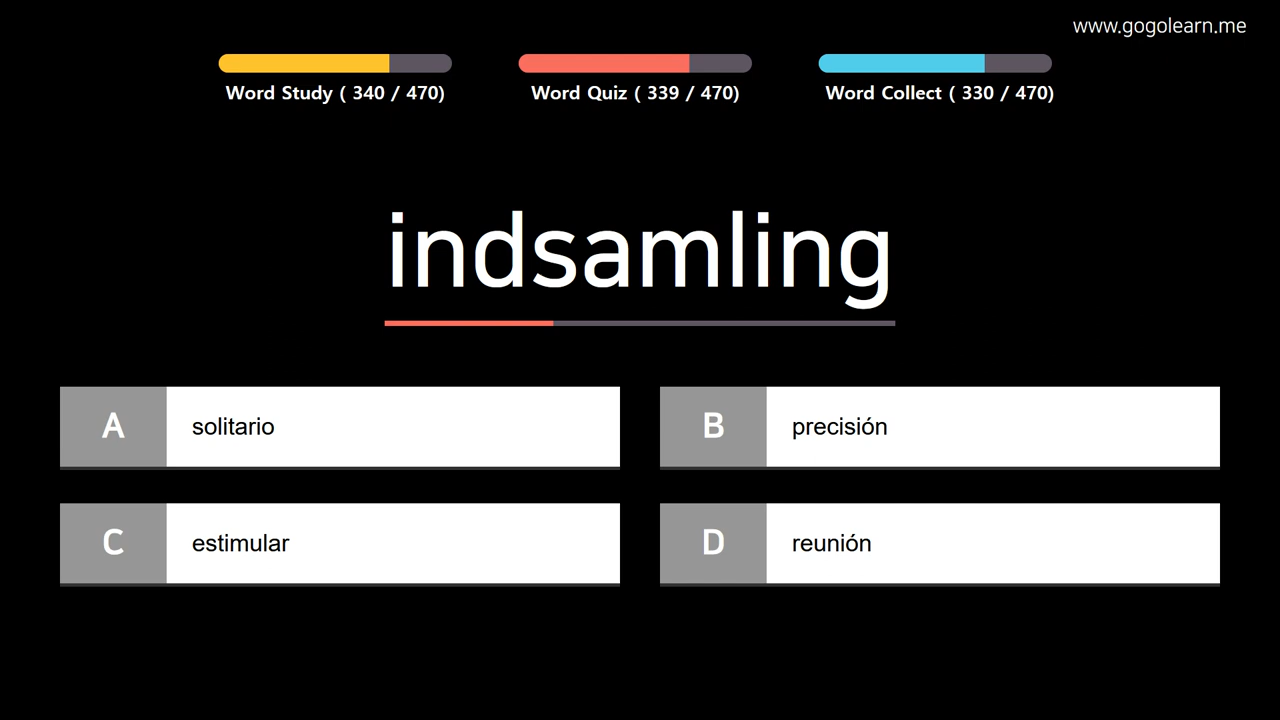 www.gogolearn.me
Word Study ( 340 / 470)
Word Quiz ( 339 / 470)
Word Collect ( 330 / 470)
indsamling
A solitario
B precisión
C estimular
D reunión